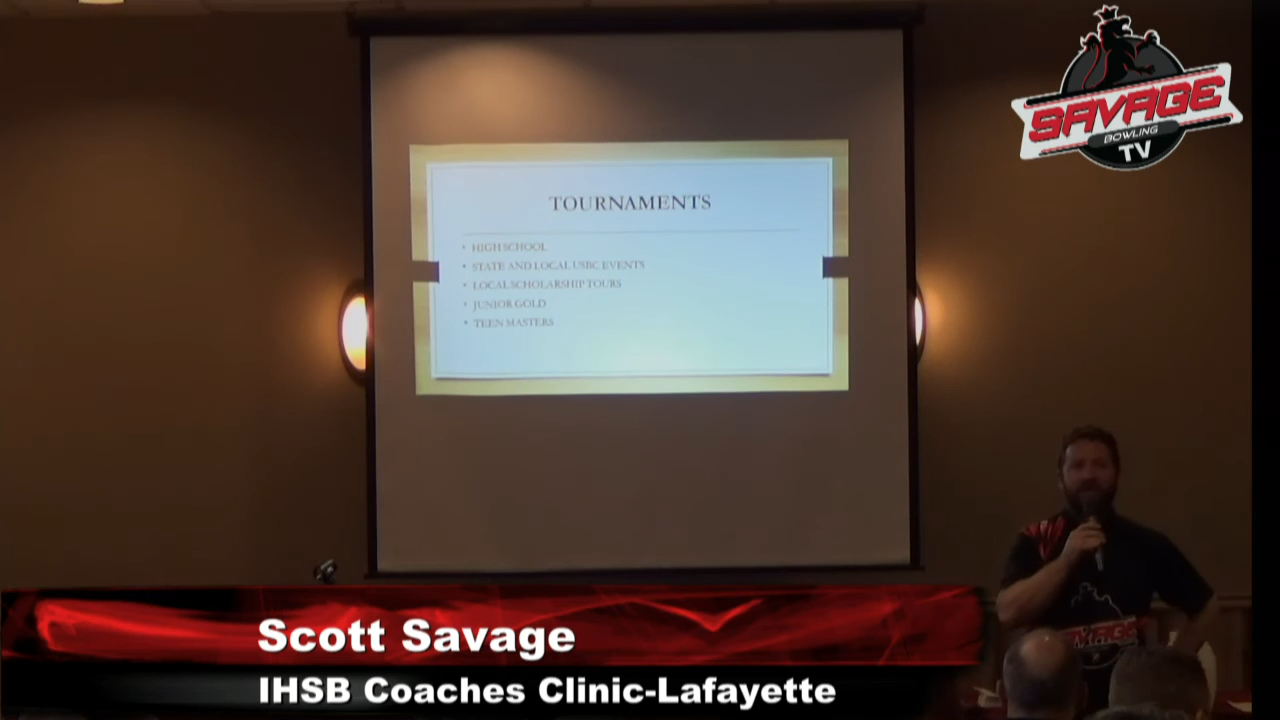 SAVAGE
BOWLING
TV
TOURNAMENTS
• HIGH SCHOOL
• STATE AND LOCAL USBC EVENTS
• LOCAL SCHOLARSHIP TOURS
• JUNIOR GOLD
• TEEN MASTERS
SAVAGE
Scott Savage
IHSB Coaches Clinic-Lafayette